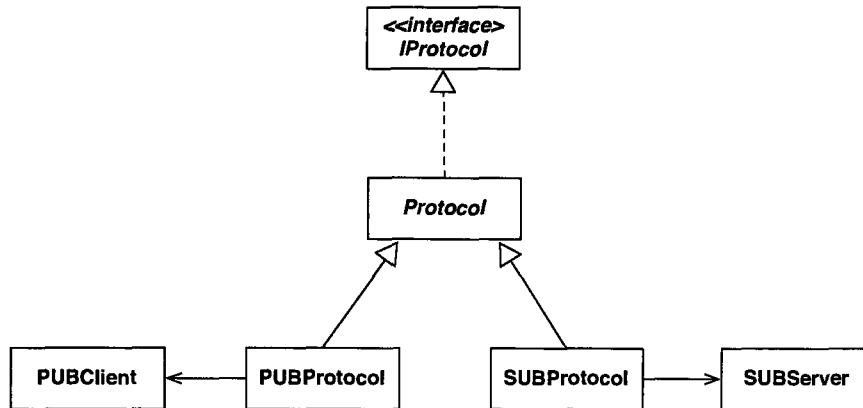 <<interface>
IProtocol
Protocol
PUBClient
PUBProtocol
SUBProtocol
SUBServer